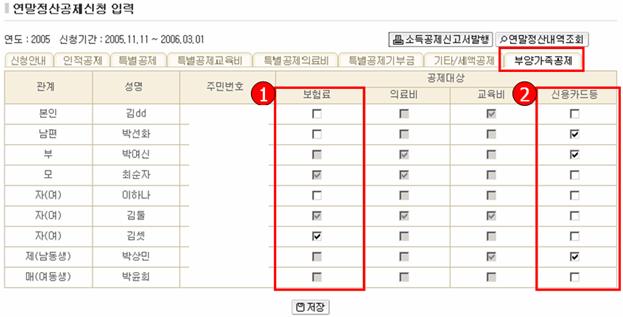 연말정산공제신청 입력
연도 : 2005 신청기간 : 2005.11.11 ~ 2006.03.01 소득공제신고서발행 연말정산내역조회
신청안내 인적공제 특별공제 특별공제교육비 특별공제의료비 특별공제기부금 기타/세액공제 부양가족공제
관계 성명 주민번호 공제대상
1 보험료 의료비 교육비 2 신용카드등
본인 김dd
남편 박선화
부 박여신
모 최순자
자(여) 이하나
자(여) 김둘
자(여) 김셋
제(남동생) 박상민
매(여동생) 박윤희
저장